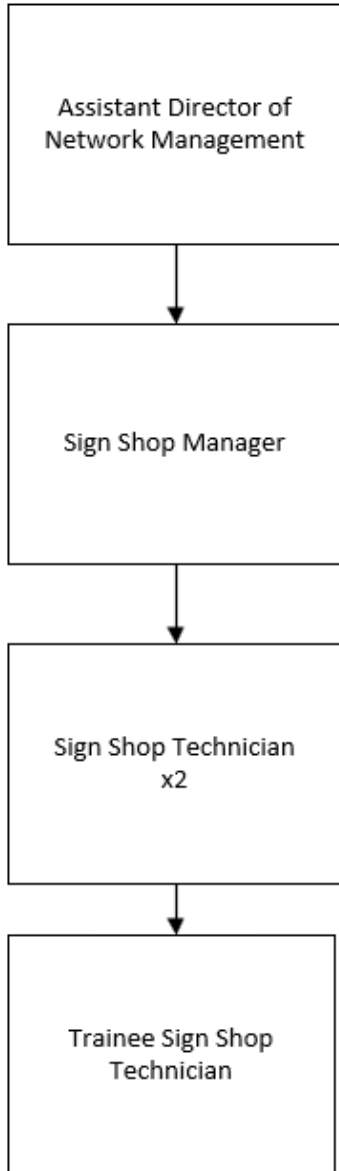 Assistant Director of
Network Management
Sign Shop Manager
Sign Shop Technician
x2
Trainee Sign Shop
Technician